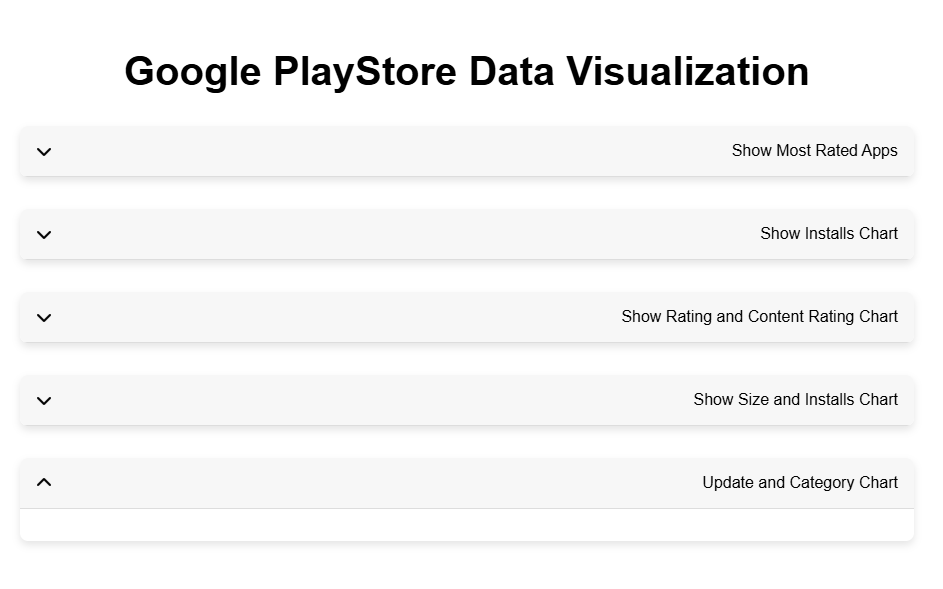 Google PlayStore Data Visualization
Show Most Rated Apps
Show Installs Chart
Show Rating and Content Rating Chart
Show Size and Installs Chart
Update and Category Chart